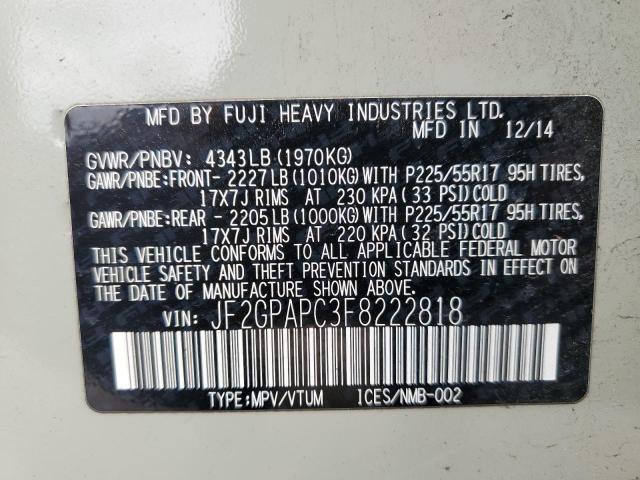 MFD BY FUJI HEAVY INDUSTRIES LTD.
MFD IN 12/14
GVWR/PNBV: 4343LB(1970KG)
GAWR/PNBE:FRONT- 2227LB(1010KG)WITH P225/55R17 95H TIRES,
17X7J RIMS AT 230 KPA(33 PSI)COLD
GAWR/PNBE:REAR - 2205LB(1000KG)WITH P225/55R17 95H TIRES,
17X7J RIMS AT 220 KPA(32 PSI)COLD
THIS VEHICLE CONFORMS TO ALL APPLICABLE FEDERAL MOTOR
VEHICLE SAFETY AND THEFT PREVENTION STANDARDS IN EFFECT ON
THE DATE OF MANUFACTURE SHOWN ABOVE.
VIN: JF2GPAPC3F8222818
TYPE:MPV/VTUM ICES/NMB-002